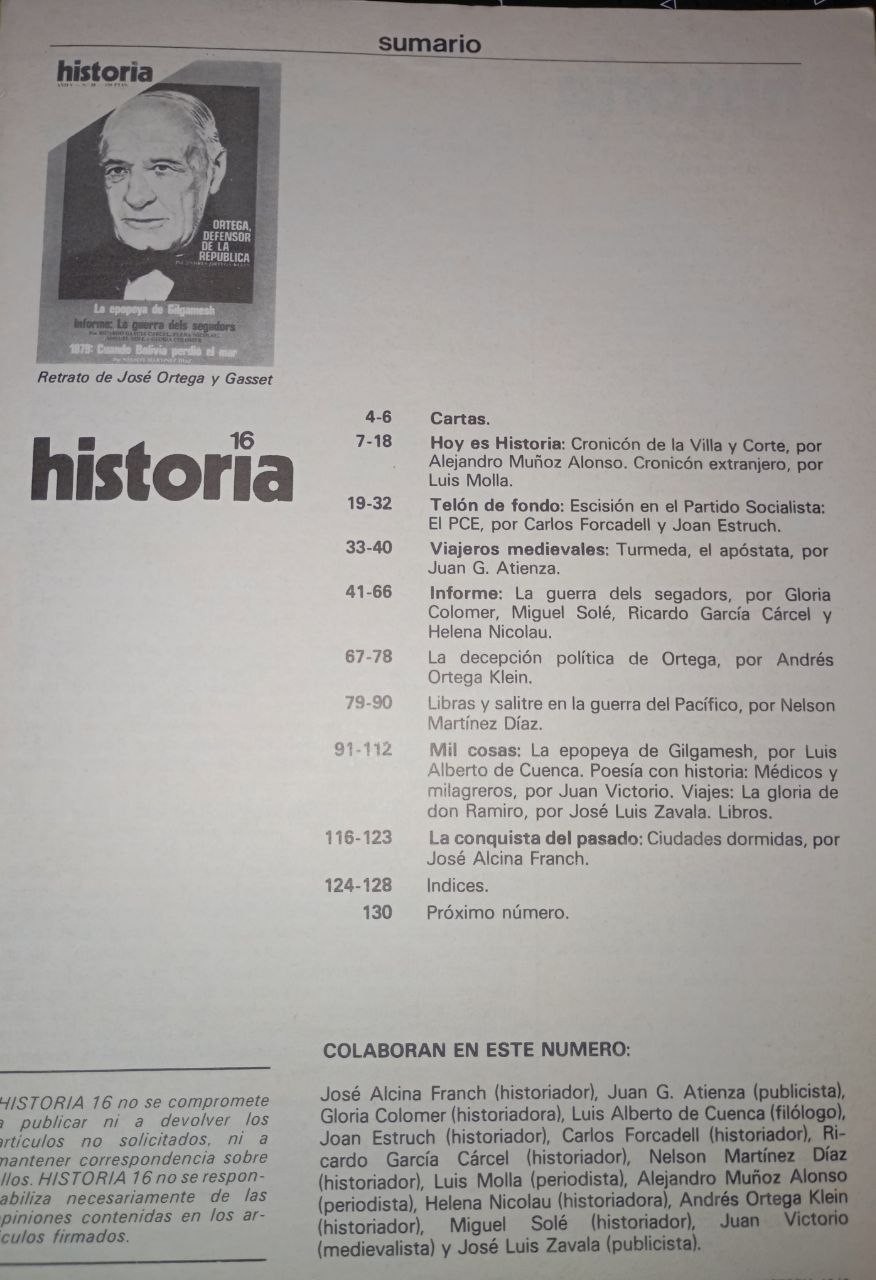 sumario
historia
ORTEGA,
DEFENSOR
DE LA
REPUBLICA
La epopeya de Gilgamesh
Informe: La guerra dels segadors
1879: Cuando Bolivia perdió el mar
Retrato de José Ortega y Gasset
16
historia
4-6 Cartas.
7-18 Hoy es Historia: Cronicón de la Villa y Corte, por
Alejandro Muñoz Alonso. Cronicón extranjero, por
Luis Molla.
19-32 Telón de fondo: Escisión en el Partido Socialista:
El PCE, por Carlos Forcadell y Joan Estruch.
33-40 Viajeros medievales: Turmeda, el apóstata, por
Juan G. Atienza.
41-66 Informe: La guerra dels segadors, por Gloria
Colomer, Miguel Solé, Ricardo García Cárcel y
Helena Nicolau.
67-78 La decepción política de Ortega, por Andrés
Ortega Klein.
79-90 Libras y salitre en la guerra del Pacífico, por Nelson
Martínez Díaz.
91-112 Mil cosas: La epopeya de Gilgamesh, por Luis
Alberto de Cuenca. Poesía con historia: Médicos y
milagreros, por Juan Victorio. Viajes: La gloria de
don Ramiro, por José Luis Zavala. Libros.
116-123 La conquista del pasado: Ciudades dormidas, por
José Alcina Franch.
124-128 Indices.
130 Próximo número.
HISTORIA 16 no se compromete
a publicar ni a devolver los
artículos no solicitados, ni a
mantener correspondencia sobre
ellos. HISTORIA 16 no se respon-
sabiliza necesariamente de las
opiniones contenidas en los ar-
tículos firmados.
COLABORAN EN ESTE NUMERO:
José Alcina Franch (historiador), Juan G. Atienza (publicista),
Gloria Colomer (historiadora), Luis Alberto de Cuenca (filólogo),
Joan Estruch (historiador), Carlos Forcadell (historiador), Ri-
cardo García Cárcel (historiador), Nelson Martínez Díaz
(historiador), Luis Molla (periodista), Alejandro Muñoz Alonso
(periodista), Helena Nicolau (historiadora), Andrés Ortega Klein
(historiador), Miguel Solé (historiador), Juan Victorio
(medievalista) y José Luis Zavala (publicista).